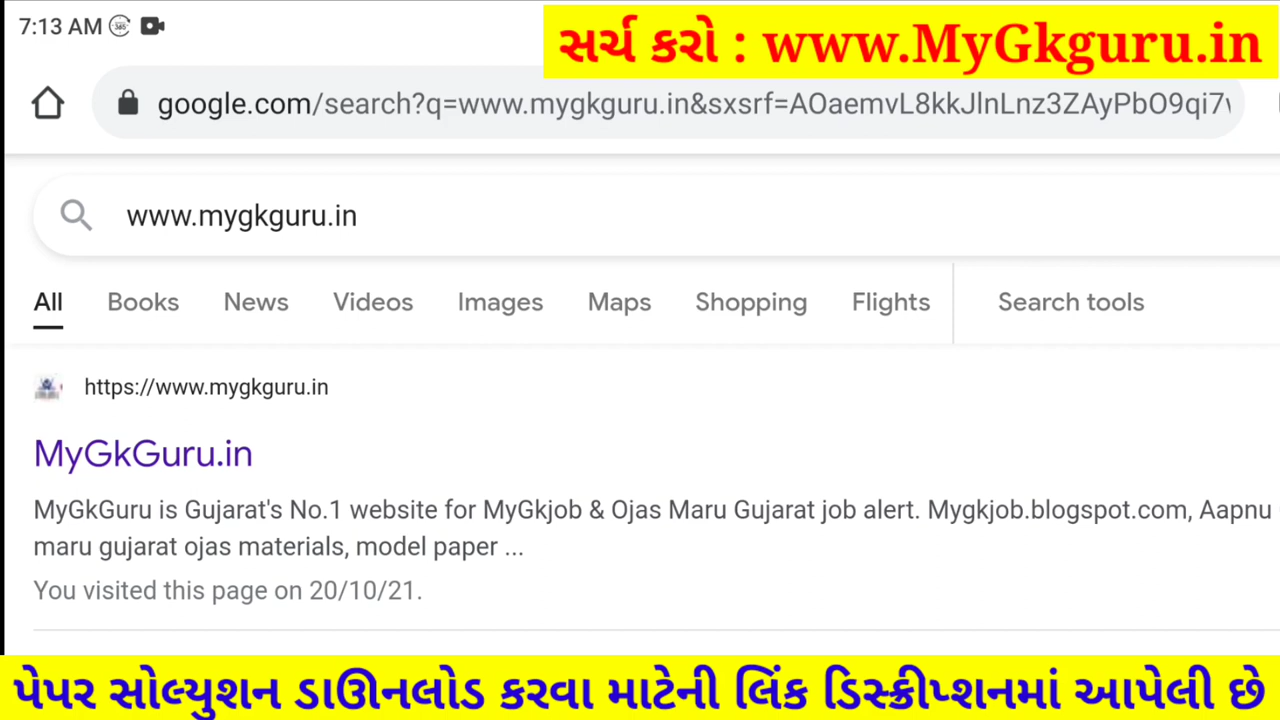 7:13 AM
સર્ચ કરો : www.MyGkguru.in
google.com/search?q=www.mygkguru.in&sxsrf=AOaemvL8kkJlnLnz3ZAyPbO9qi7
www.mygkguru.in
All Books News Videos Images Maps Shopping Flights Search tools
https://www.mygkguru.in
MyGkGuru.in
MyGkGuru is Gujarat's No.1 website for MyGkjob & Ojas Maru Gujarat job alert. Mygkjob.blogspot.com, Aapnu
maru gujarat ojas materials, model paper ...
You visited this page on 20/10/21.
પેપર સોલ્યુશન ડાઊનલોડ કરવા માટેની લિંક ડિસ્ક્રીપ્શનમાં આપેલી છે